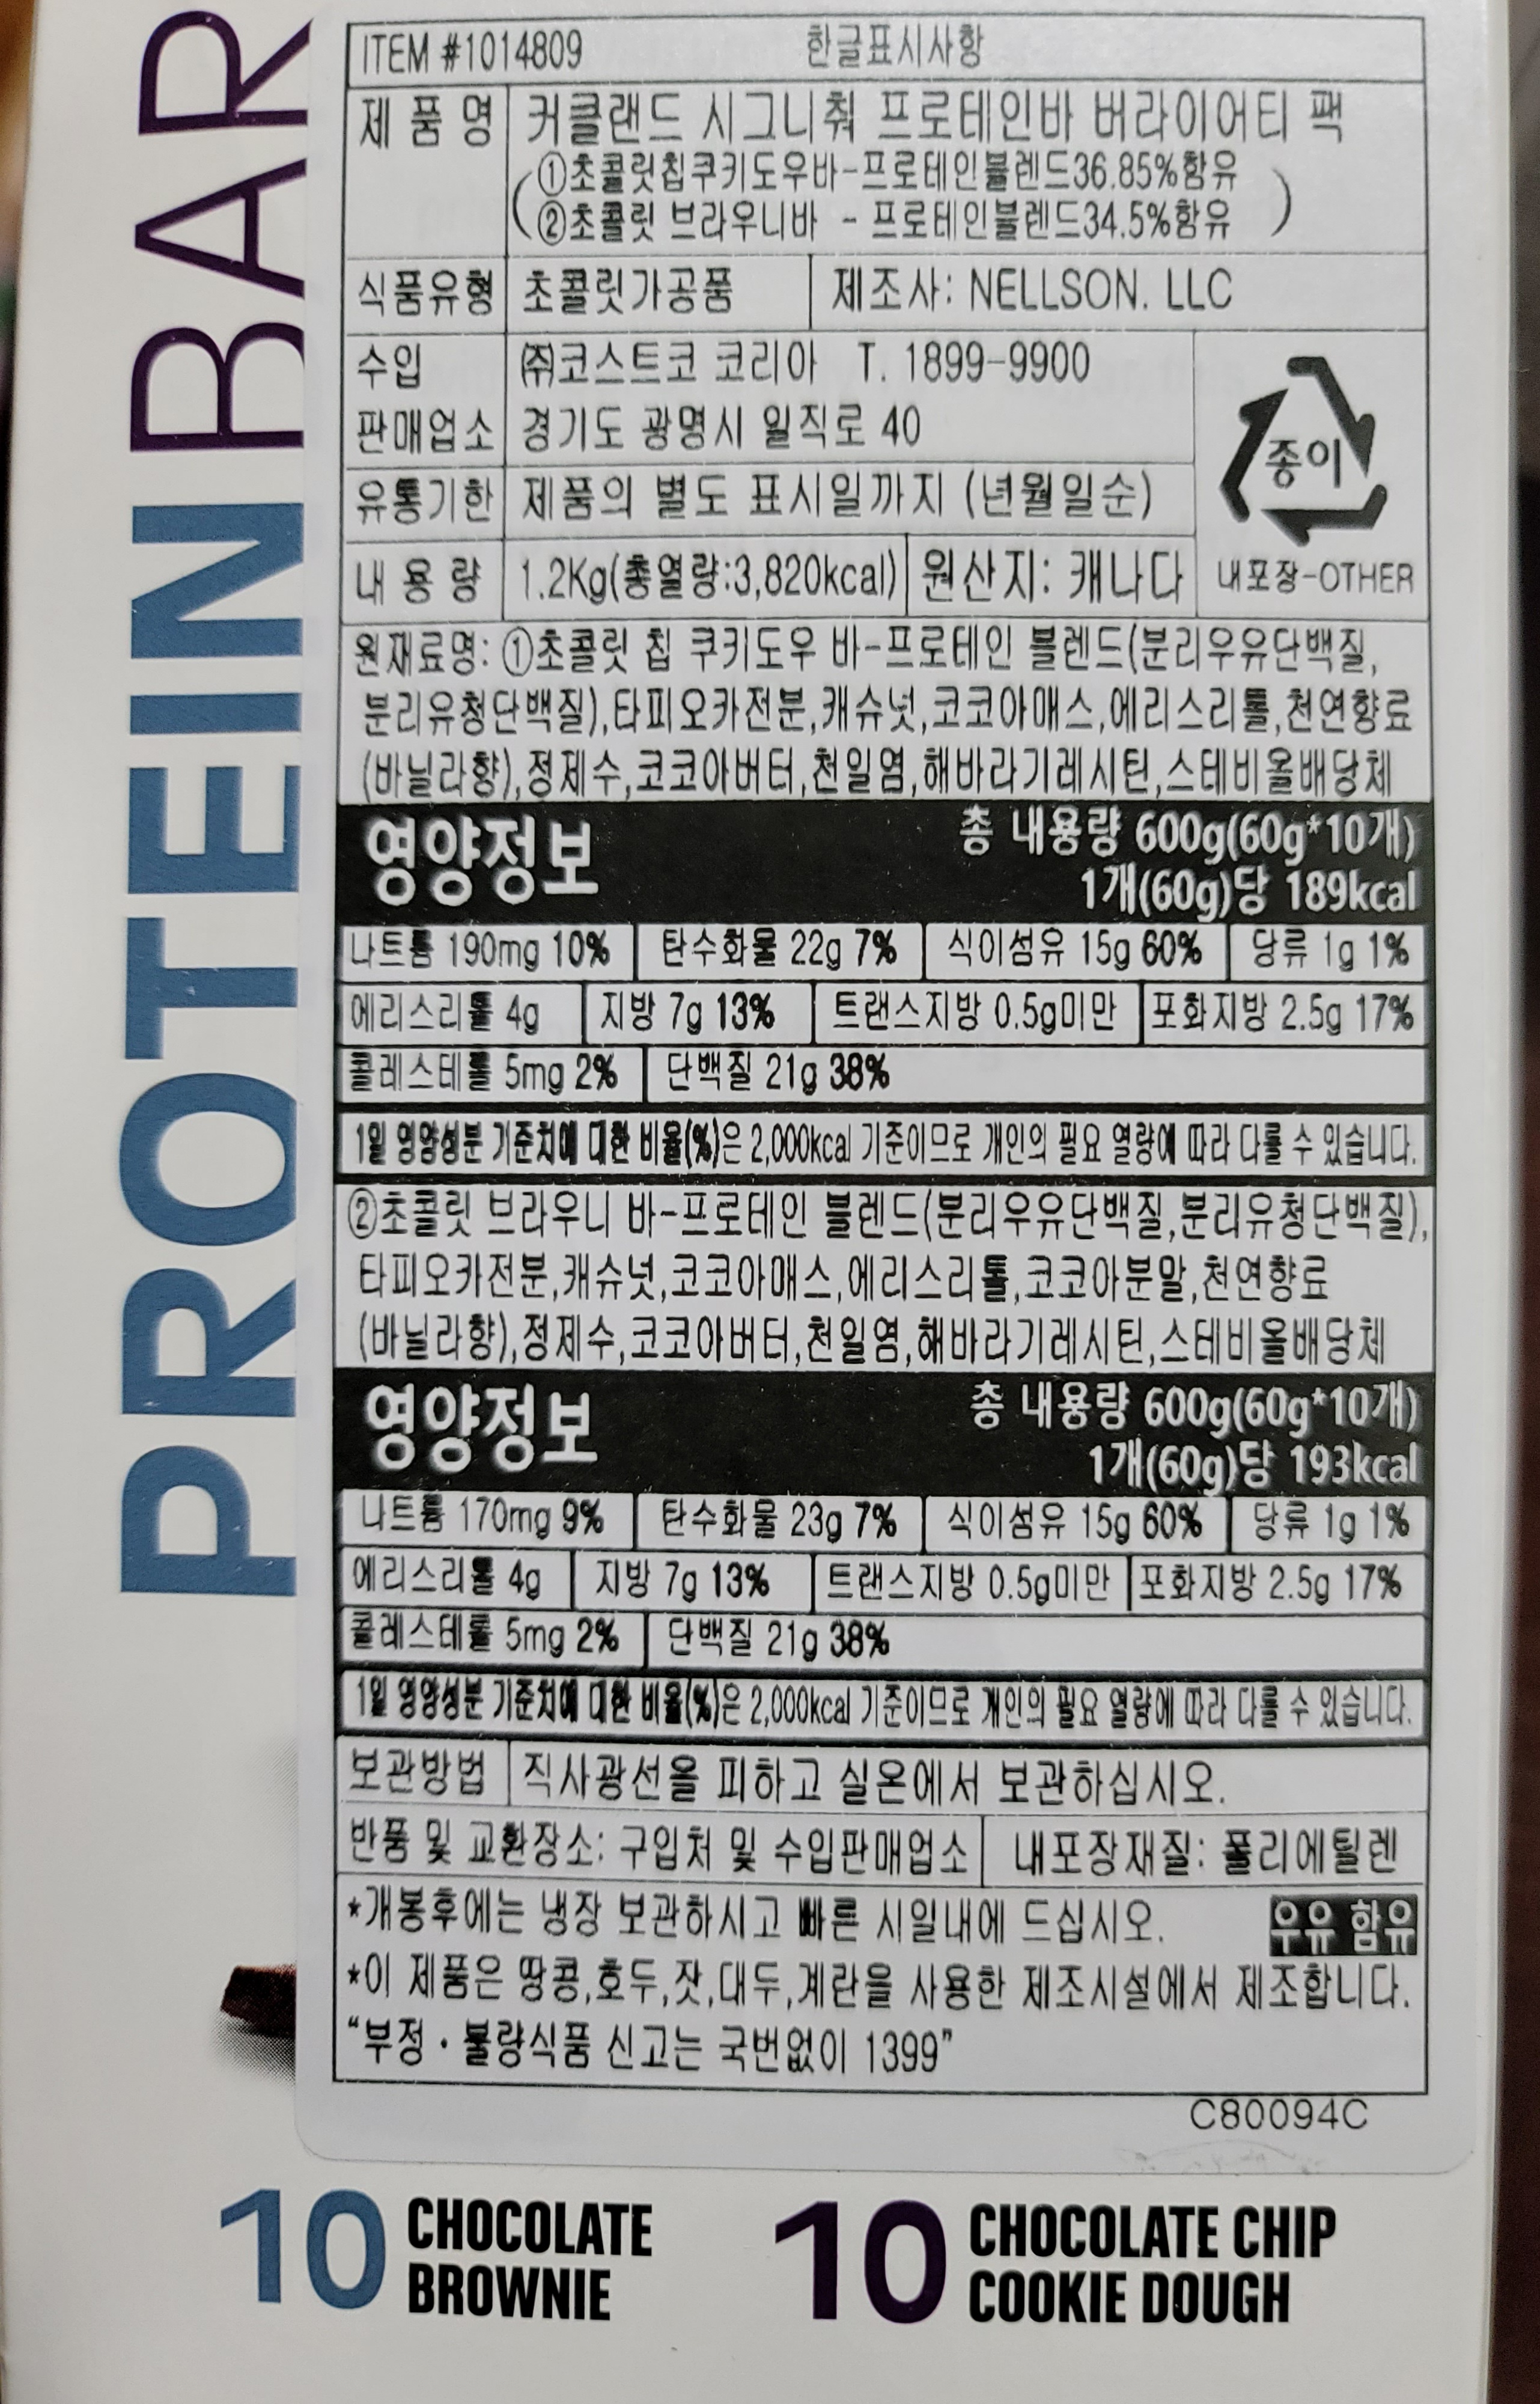 PROTEIN BAR
ITEM #1014809 한글표시사항
제 품 명 커클랜드 시그니춰 프로테인바 버라이어티 팩
(①초콜릿칩쿠키도우바-프로테인블렌드36.85%함유
②초콜릿 브라우니바 - 프로테인블렌드34.5%함유)
식품유형 초콜릿가공품 제조사: NELLSON. LLC
수입 ㈜코스트코 코리아 T. 1899-9900
판매업소 경기도 광명시 일직로 40
종이
유통기한 제품의 별도 표시일까지 (년월일순)
내 용 량 1.2Kg(총열량:3,820kcal) 원산지: 캐나다 내포장-OTHER
원재료명: ①초콜릿 칩 쿠키도우 바-프로테인 블렌드(분리우유단백질,
분리유청단백질),타피오카전분,캐슈넛,코코아매스,에리스리톨,천연향료
(바닐라향),정제수,코코아버터,천일염,해바라기레시틴,스테비올배당체
영양정보 총 내용량 600g(60g*10개)
1개(60g)당 189kcal
나트륨 190mg 10% 탄수화물 22g 7% 식이섬유 15g 60% 당류 1g 1%
에리스리톨 4g 지방 7g 13% 트랜스지방 0.5g미만 포화지방 2.5g 17%
콜레스테롤 5mg 2% 단백질 21g 38%
1일 영양성분 기준치에 대한 비율(%)은 2,000kcal 기준이므로 개인의 필요 열량에 따라 다를 수 있습니다.
②초콜릿 브라우니 바-프로테인 블렌드(분리우유단백질,분리유청단백질),
타피오카전분,캐슈넛,코코아매스,에리스리톨,코코아분말,천연향료
(바닐라향),정제수,코코아버터,천일염,해바라기레시틴,스테비올배당체
영양정보 총 내용량 600g(60g*10개)
1개(60g)당 193kcal
나트륨 170mg 9% 탄수화물 23g 7% 식이섬유 15g 60% 당류 1g 1%
에리스리톨 4g 지방 7g 13% 트랜스지방 0.5g미만 포화지방 2.5g 17%
콜레스테롤 5mg 2% 단백질 21g 38%
1일 영양성분 기준치에 대한 비율(%)은 2,000kcal 기준이므로 개인의 필요 열량에 따라 다를 수 있습니다.
보관방법 직사광선을 피하고 실온에서 보관하십시오.
반품 및 교환장소: 구입처 및 수입판매업소 내포장재질: 폴리에틸렌
*개봉후에는 냉장 보관하시고 빠른 시일내에 드십시오. 우유 함유
*이 제품은 땅콩,호두,잣,대두,계란을 사용한 제조시설에서 제조합니다.
“부정·불량식품 신고는 국번없이 1399”
C80094C
10 CHOCOLATE BROWNIE
10 CHOCOLATE CHIP COOKIE DOUGH